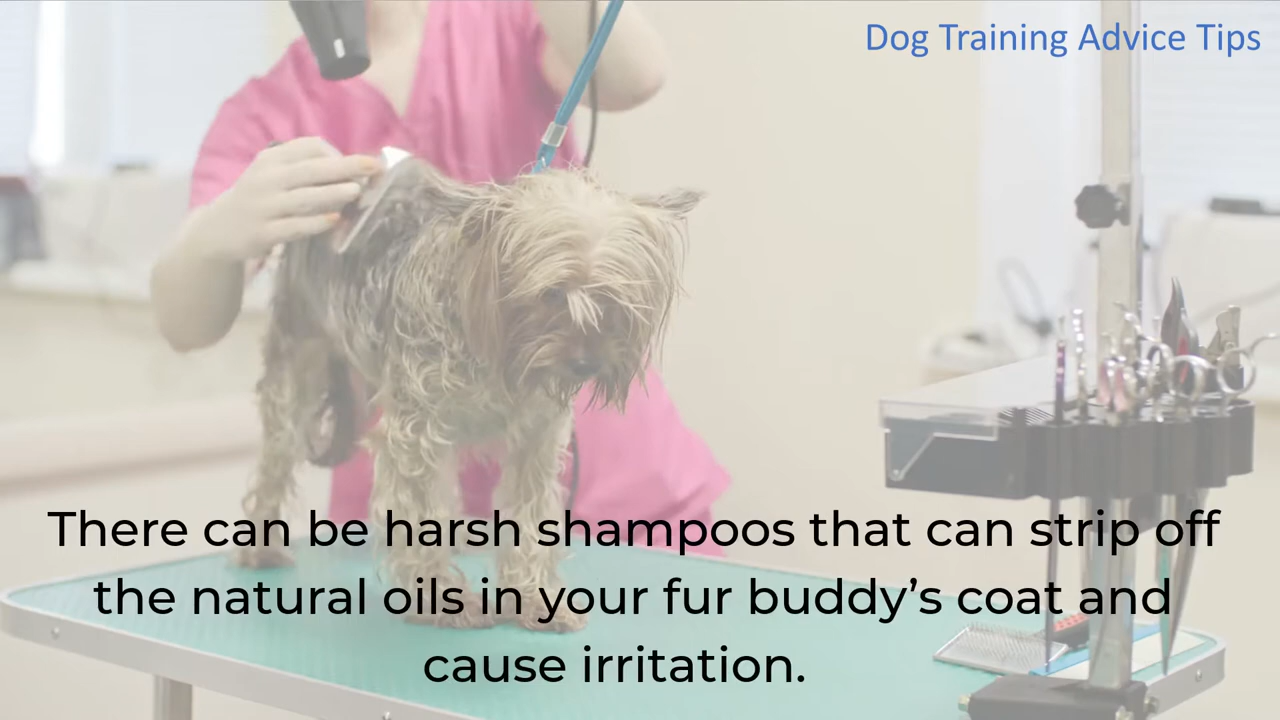 Dog Training Advice Tips
There can be harsh shampoos that can strip off
the natural oils in your fur buddy’s coat and
cause irritation.